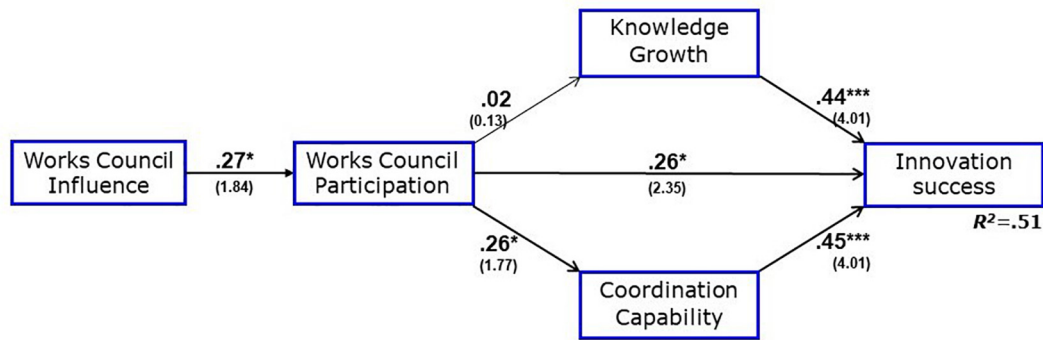 Knowledge
Growth
.02
(0.13)
.44***
(4.01)
Works Council
Influence
.27*
(1.84)
Works Council
Participation
.26*
(2.35)
Innovation
success
R²=.51
.26*
(1.77)
.45***
(4.01)
Coordination
Capability